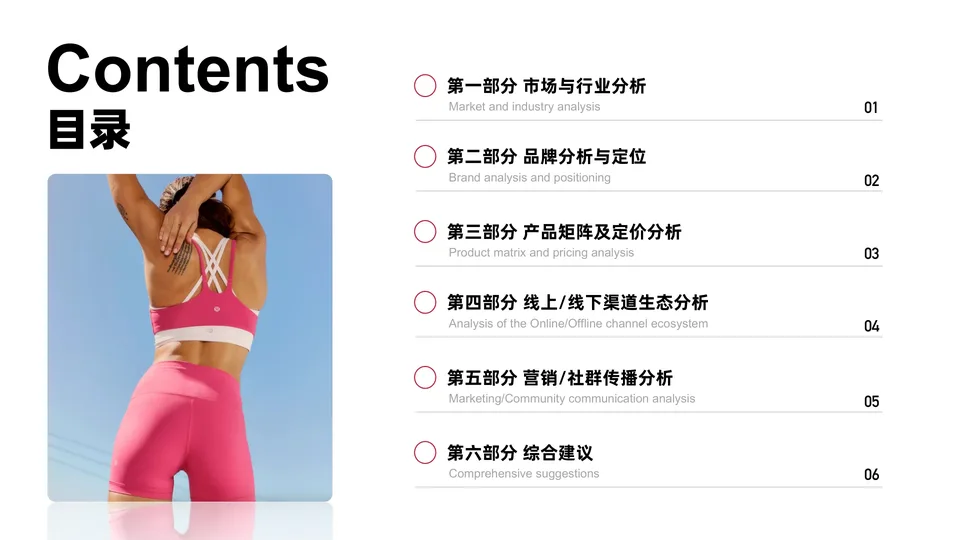 Contents
目录
第一部分 市场与行业分析
Market and industry analysis
01
第二部分 品牌分析与定位
Brand analysis and positioning
02
第三部分 产品矩阵及定价分析
Product matrix and pricing analysis
03
第四部分 线上/线下渠道生态分析
Analysis of the Online/Offline channel ecosystem
04
第五部分 营销/社群传播分析
Marketing/Community communication analysis
05
第六部分 综合建议
Comprehensive suggestions
06